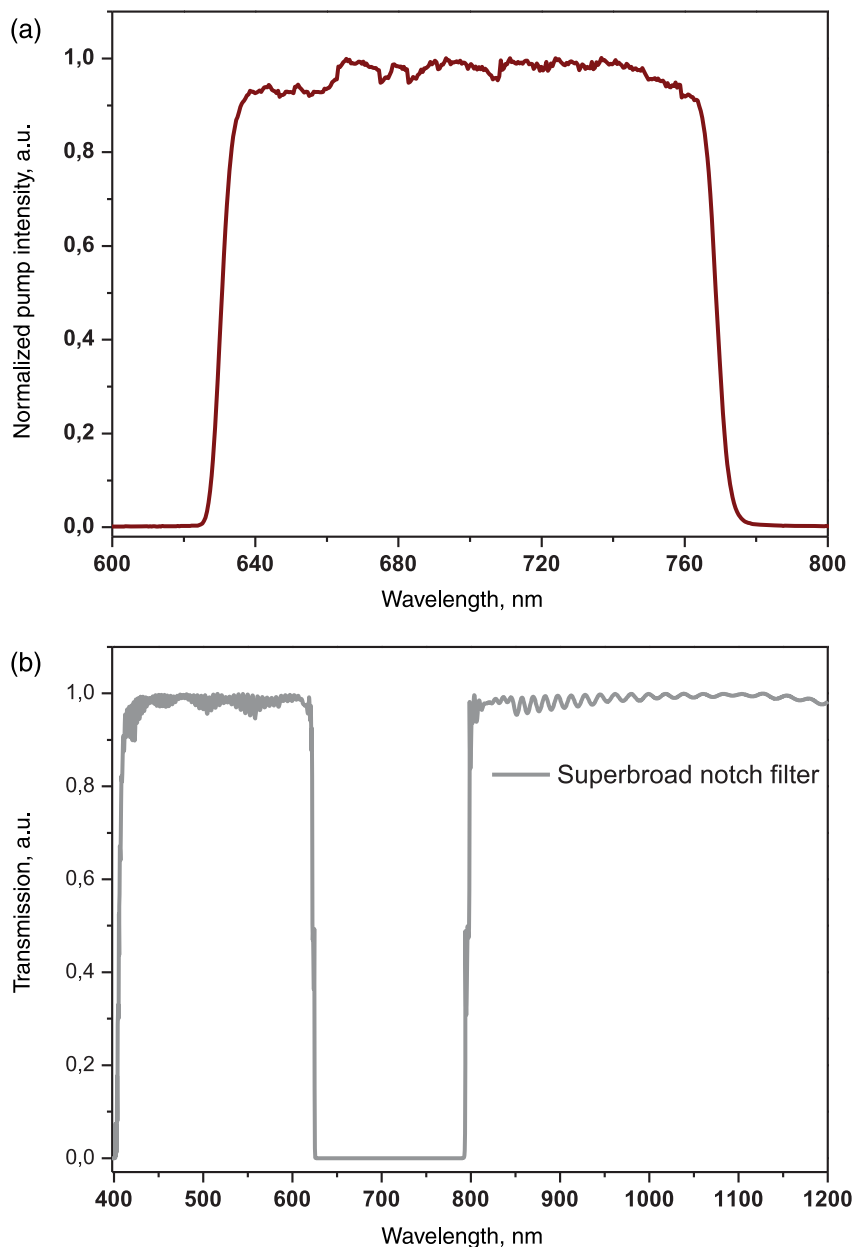 (a)
Normalized pump intensity, a.u.
1,0
0,8
0,6
0,4
0,2
0,0
600 640 680 720 760 800
Wavelength, nm
(b)
Transmission, a.u.
1,0
0,8
0,6
0,4
0,2
0,0
Superbroad notch filter
400 500 600 700 800 900 1000 1100 1200
Wavelength, nm